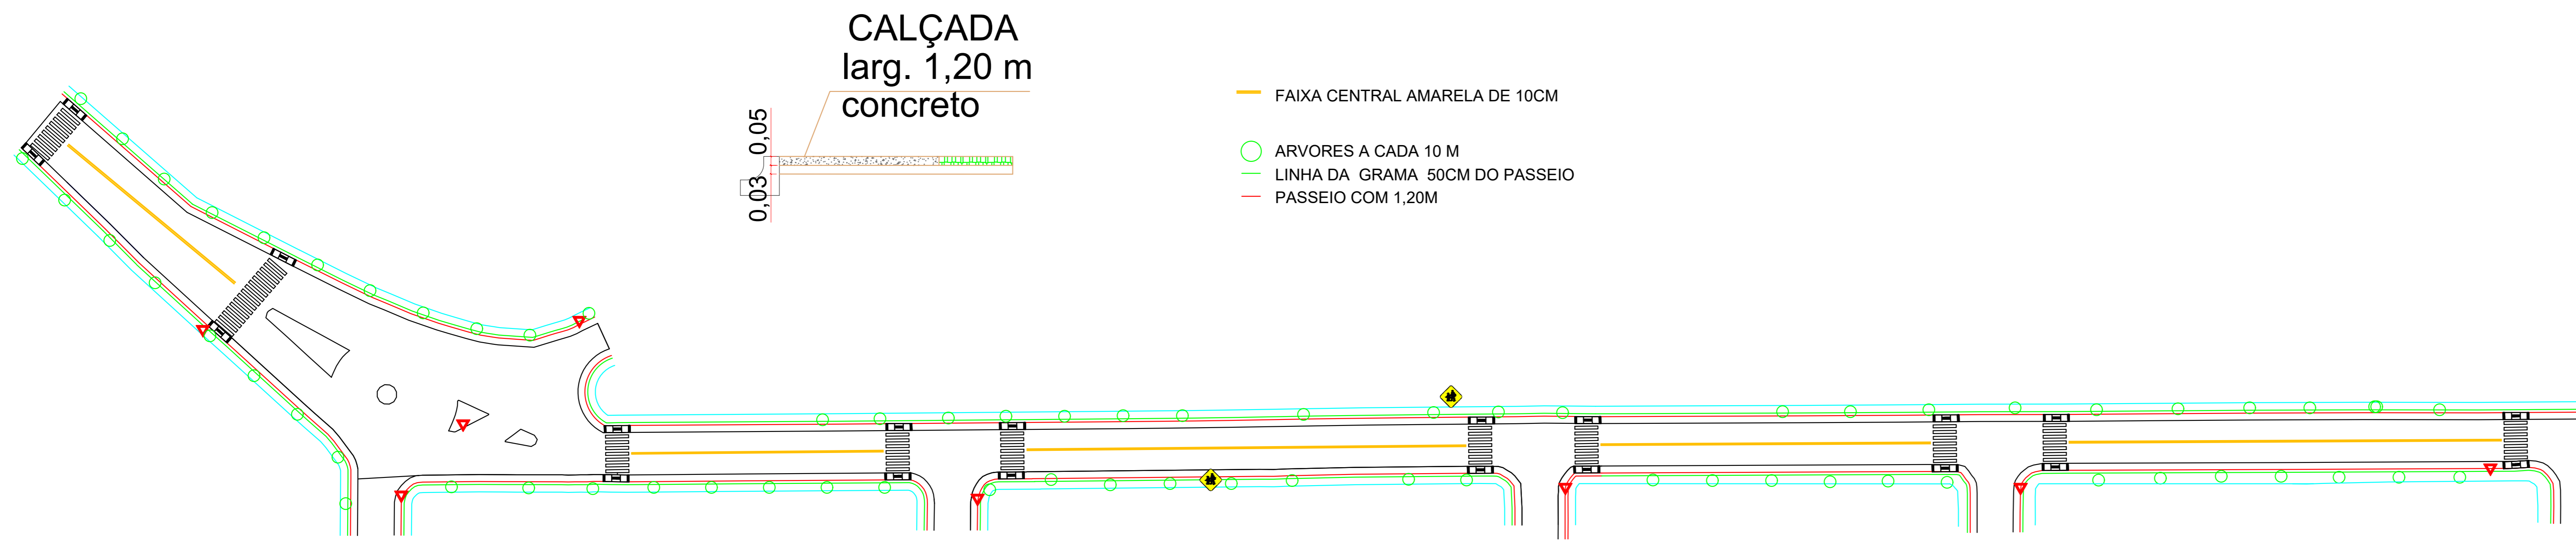 CALÇADA
larg. 1,20 m
concreto
0,05
0,03
FAIXA CENTRAL AMARELA DE 10CM
ARVORES A CADA 10 M
LINHA DA GRAMA 50CM DO PASSEIO
PASSEIO COM 1,20M